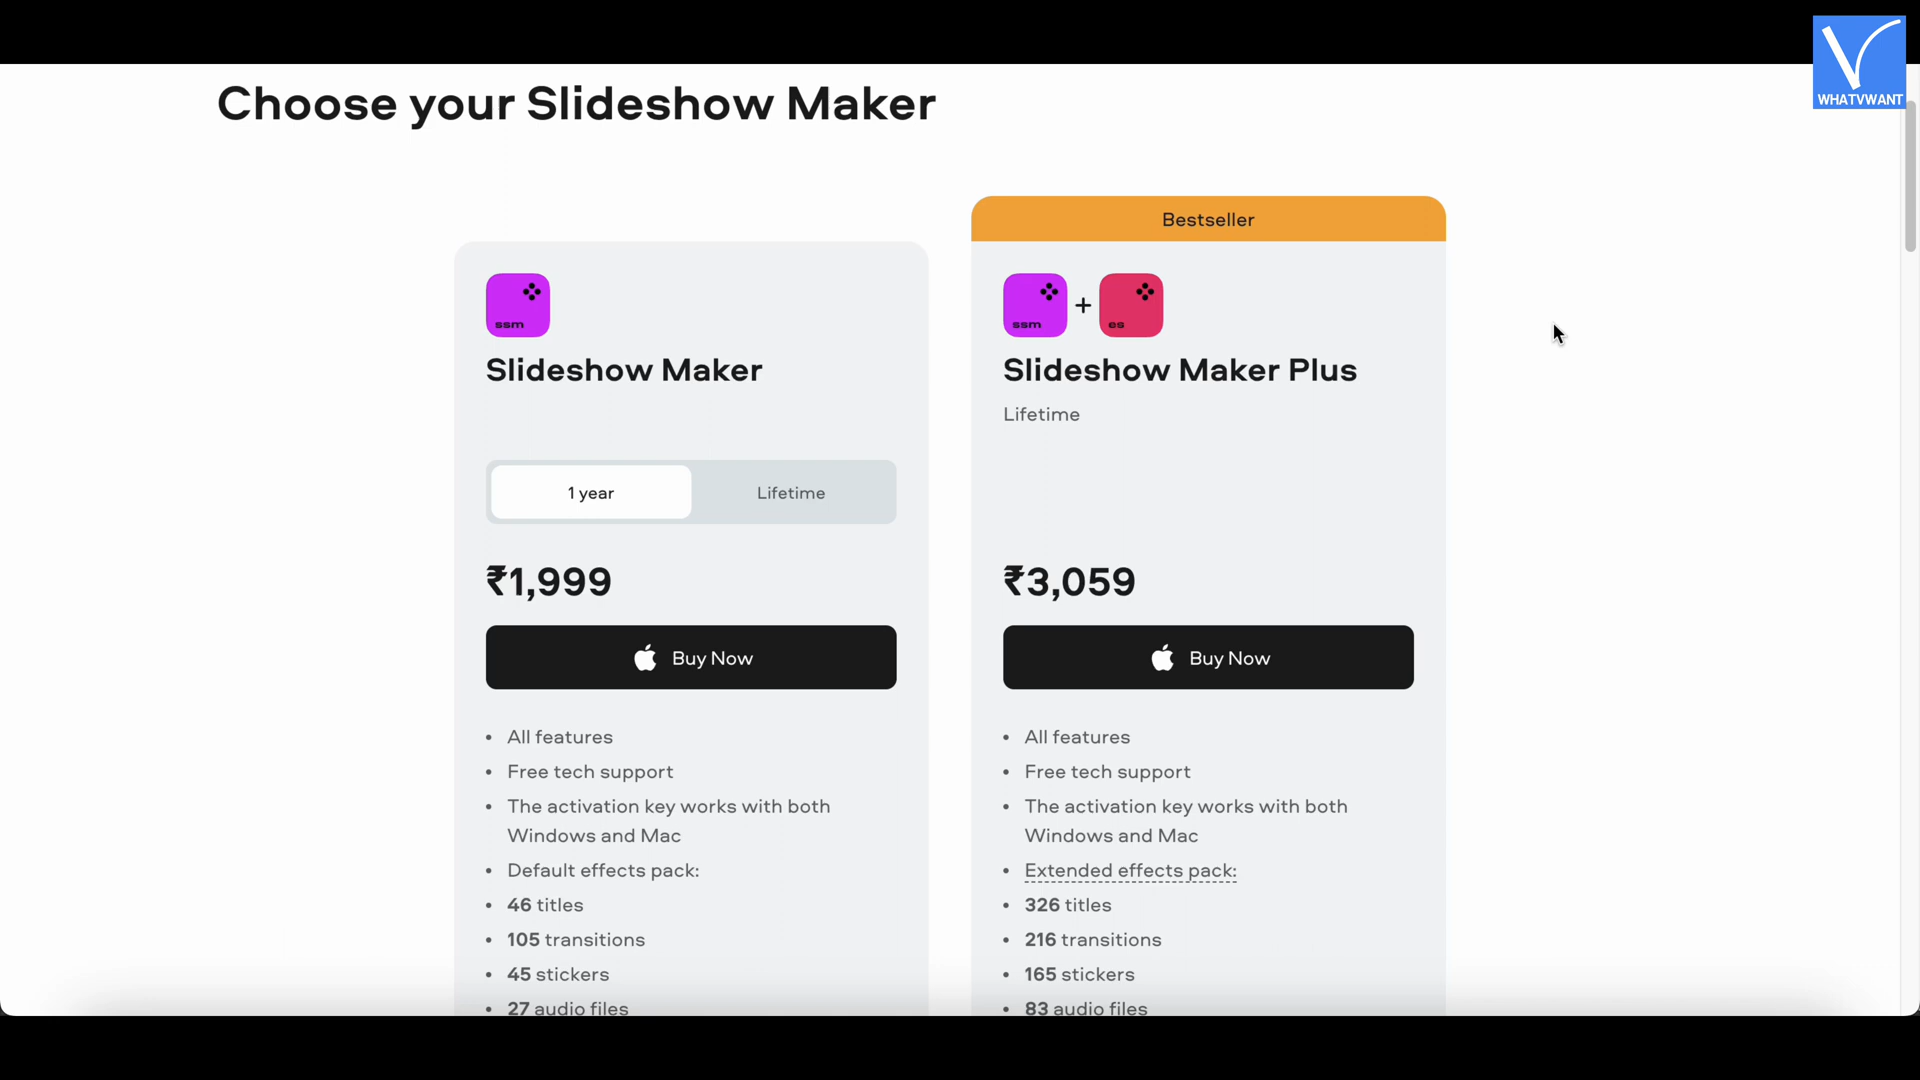 WHATVWANT
Choose your Slideshow Maker
Bestseller
ssm
ssm + es
Slideshow Maker
Slideshow Maker Plus
Lifetime
1 year Lifetime
₹1,999
₹3,059
Buy Now
Buy Now
• All features
• Free tech support
• The activation key works with both
Windows and Mac
• Default effects pack:
• 46 titles
• 105 transitions
• 45 stickers
• 27 audio files
• All features
• Free tech support
• The activation key works with both
Windows and Mac
• Extended effects pack:
• 326 titles
• 216 transitions
• 165 stickers
• 83 audio files